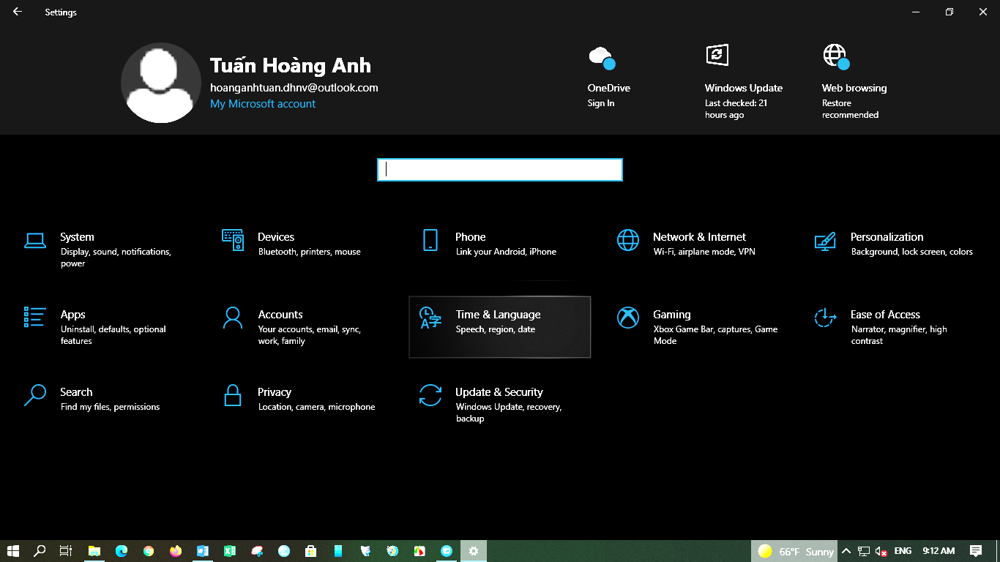 Settings
Tuấn Hoàng Anh
hoanganhtuan.dhnv@outlook.com
My Microsoft account
OneDrive
Sign In
Windows Update
Last checked: 21
hours ago
Web browsing
Restore
recommended
System
Display, sound, notifications,
power
Devices
Bluetooth, printers, mouse
Phone
Link your Android, iPhone
Network & Internet
Wi-Fi, airplane mode, VPN
Personalization
Background, lock screen, colors
Apps
Uninstall, defaults, optional
features
Accounts
Your accounts, email, sync,
work, family
Time & Language
Speech, region, date
Gaming
Xbox Game Bar, captures, Game
Mode
Ease of Access
Narrator, magnifier, high
contrast
Search
Find my files, permissions
Privacy
Location, camera, microphone
Update & Security
Windows Update, recovery,
backup
66°F Sunny
ENG
9:12 AM